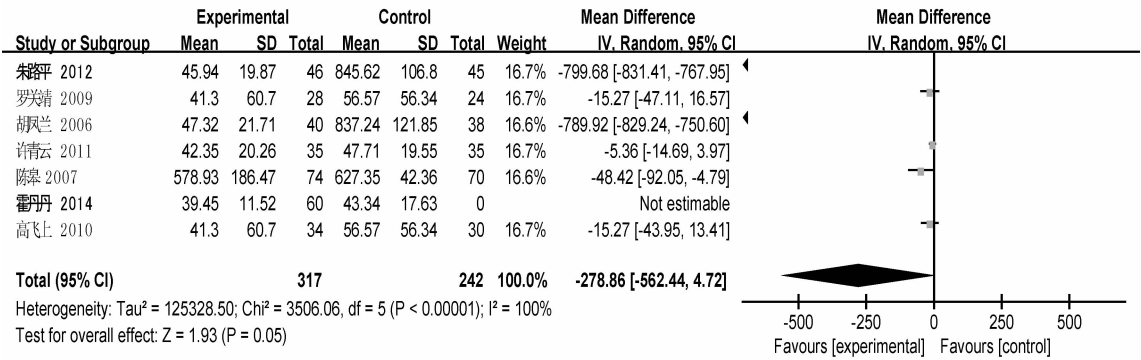 Experimental Control Mean Difference Mean Difference
Study or Subgroup Mean SD Total Mean SD Total Weight IV, Random, 95% CI IV, Random, 95% CI
朱路平 2012 45.94 19.87 46 845.62 106.8 45 16.7% -799.68 [-831.41, -767.95]
罗关靖 2009 41.3 60.7 28 56.57 56.34 24 16.7% -15.27 [-47.11, 16.57]
胡凤兰 2006 47.32 21.71 40 837.24 121.85 38 16.6% -789.92 [-829.24, -750.60]
许青云 2011 42.35 20.26 35 47.71 19.55 35 16.7% -5.36 [-14.69, 3.97]
陈皋 2007 578.93 186.47 74 627.35 42.36 70 16.6% -48.42 [-92.05, -4.79]
霍丹丹 2014 39.45 11.52 60 43.34 17.63 0 Not estimable
高飞上 2010 41.3 60.7 34 56.57 56.34 30 16.7% -15.27 [-43.95, 13.41]
Total (95% CI) 317 242 100.0% -278.86 [-562.44, 4.72]
Heterogeneity: Tau² = 125328.50; Chi² = 3506.06, df = 5 (P < 0.00001); I² = 100%
Test for overall effect: Z = 1.93 (P = 0.05)
-500 -250 0 250 500
Favours [experimental] Favours [control]